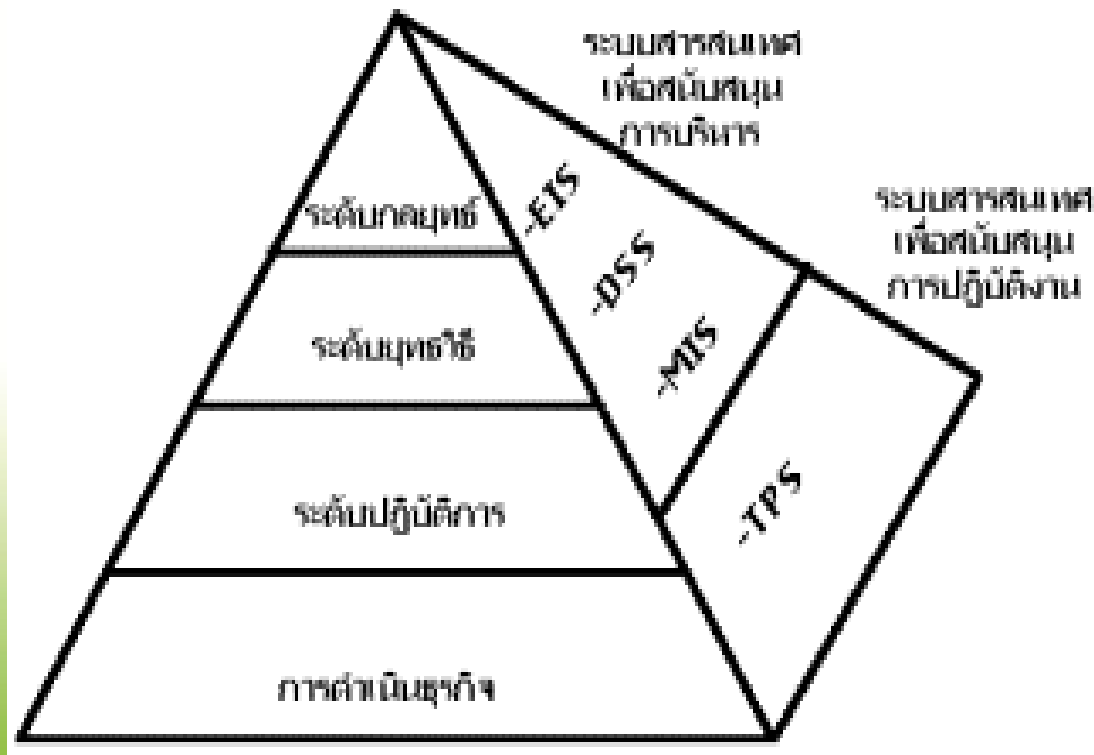 ระบบสารสนเทศ
เพื่อสนับสนุน
การบริหาร
ระบบสารสนเทศ
เพื่อสนับสนุน
การปฏิบัติงาน
ระดับกลยุทธ์
-EIS
-DSS
ระดับยุทธวิธี
-MIS
ระดับปฏิบัติการ
-TPS
การดำเนินธุรกิจ